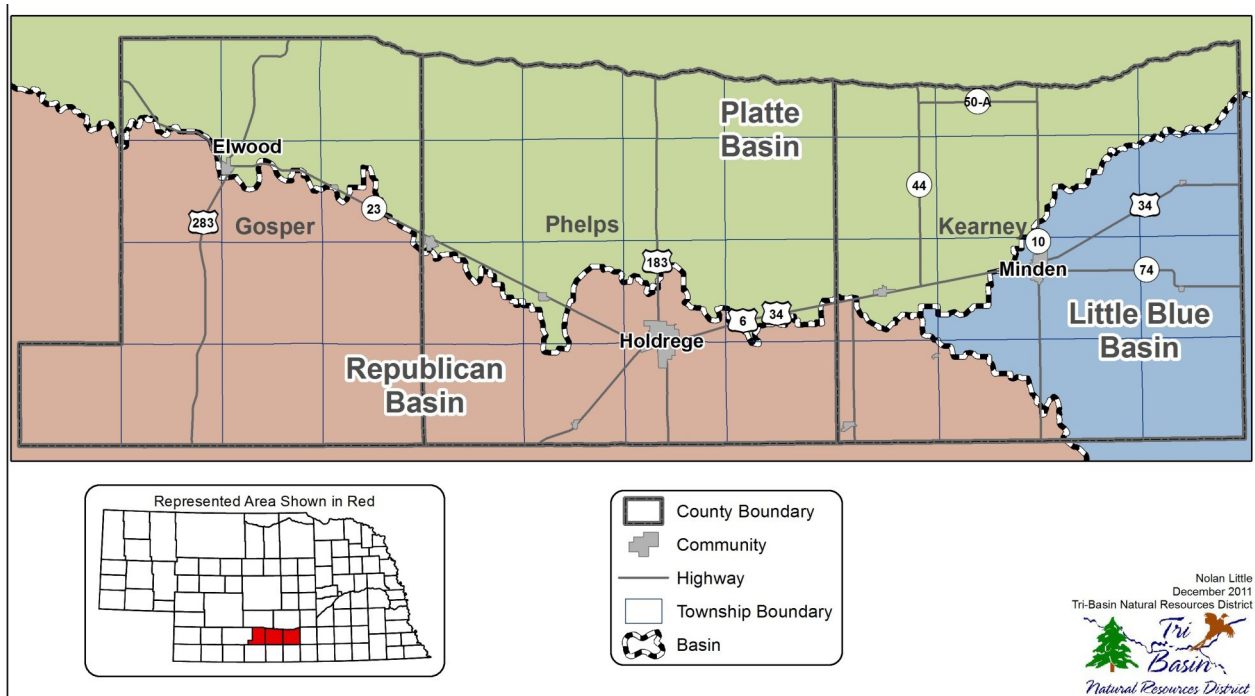 50-A
Platte
Basin
Elwood
44
34
23
283
Gosper
Phelps
Kearney
10
183
Minden
74
6
34
Little Blue
Basin
Holdrege
Republican
Basin
Represented Area Shown in Red
County Boundary
Community
Highway
Township Boundary
Basin
Nolan Little
December 2011
Tri-Basin Natural Resources District
Tri
Basin
Natural Resources District